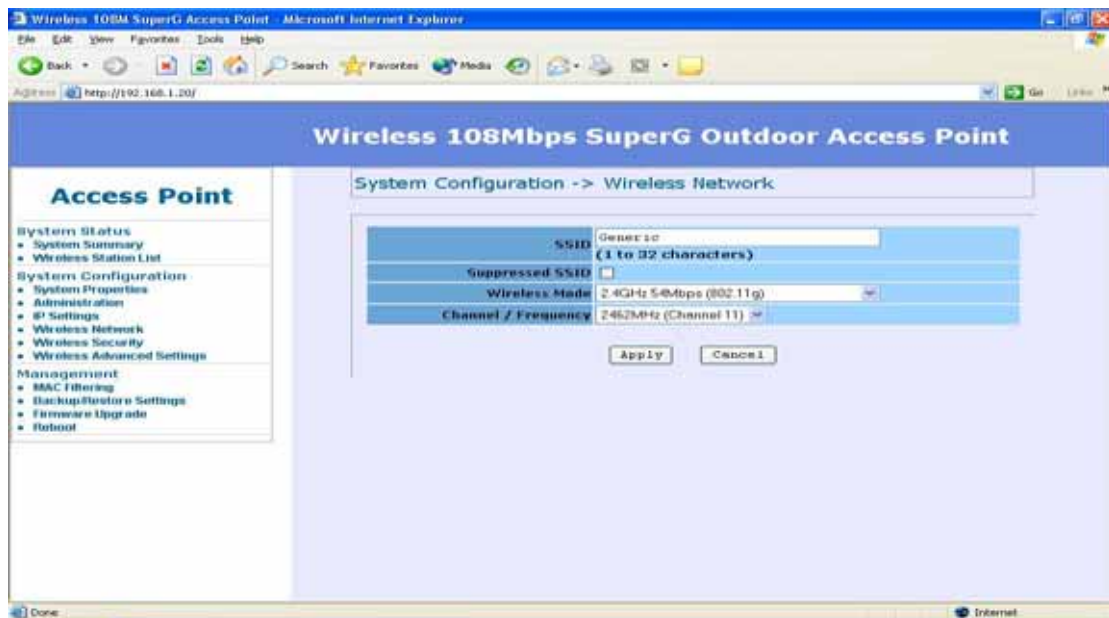 Wireless 108M SuperG Access Point - Microsoft Internet Explorer
File Edit View Favorites Tools Help
Back Search Favorites Media
Address http://192.168.1.20/ Go Links
Wireless 108Mbps SuperG Outdoor Access Point
Access Point
System Status
System Summary
Wireless Station List
System Configuration
System Properties
Administration
IP Settings
Wireless Network
Wireless Security
Wireless Advanced Settings
Management
MAC Filtering
Backup/Restore Settings
Firmware Upgrade
Reboot
System Configuration -> Wireless Network
SSID Generic
(1 to 32 characters)
Suppressed SSID
Wireless Mode 2.4GHz 54Mbps (802.11g)
Channel / Frequency 2462MHz (Channel 11)
Apply Cancel
Done Internet